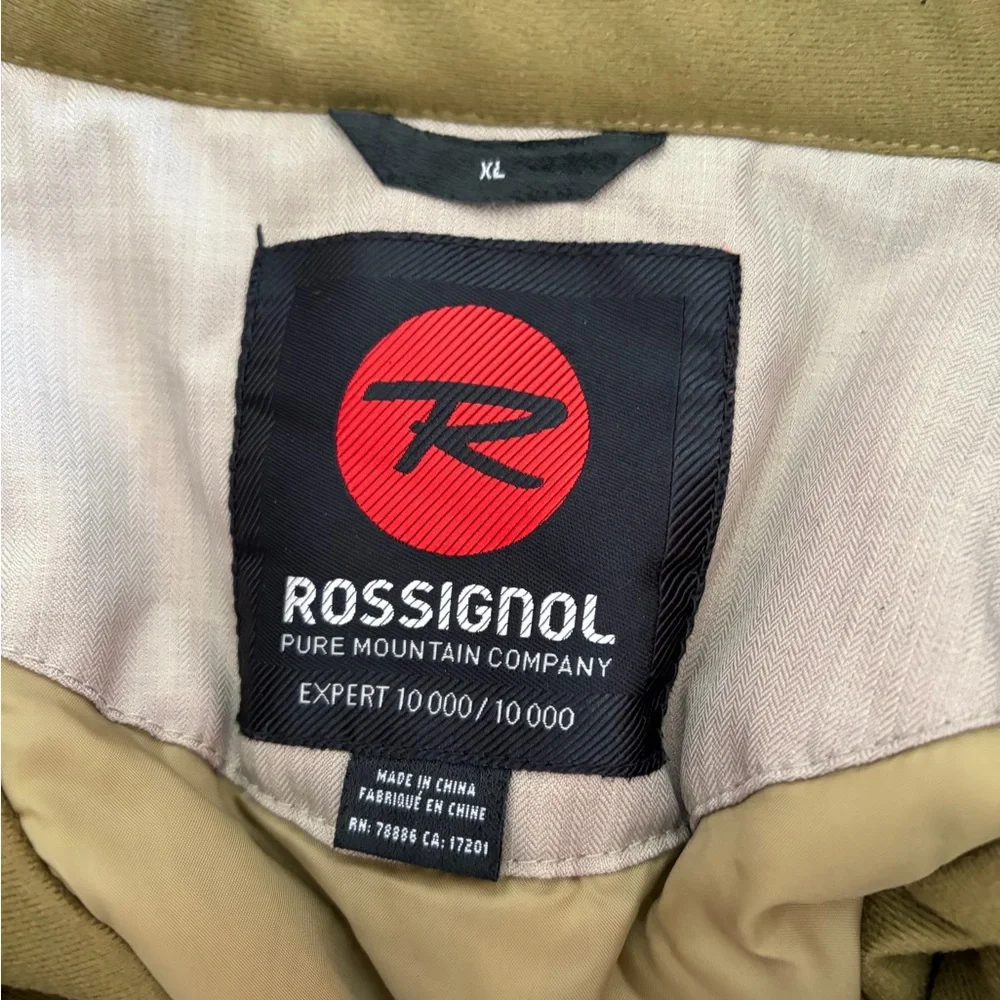 XL
R
ROSSIGNOL
PURE MOUNTAIN COMPANY
EXPERT 10 000 / 10 000
MADE IN CHINA
FABRIQUÉ EN CHINE
RN: 78886 CA: 17201